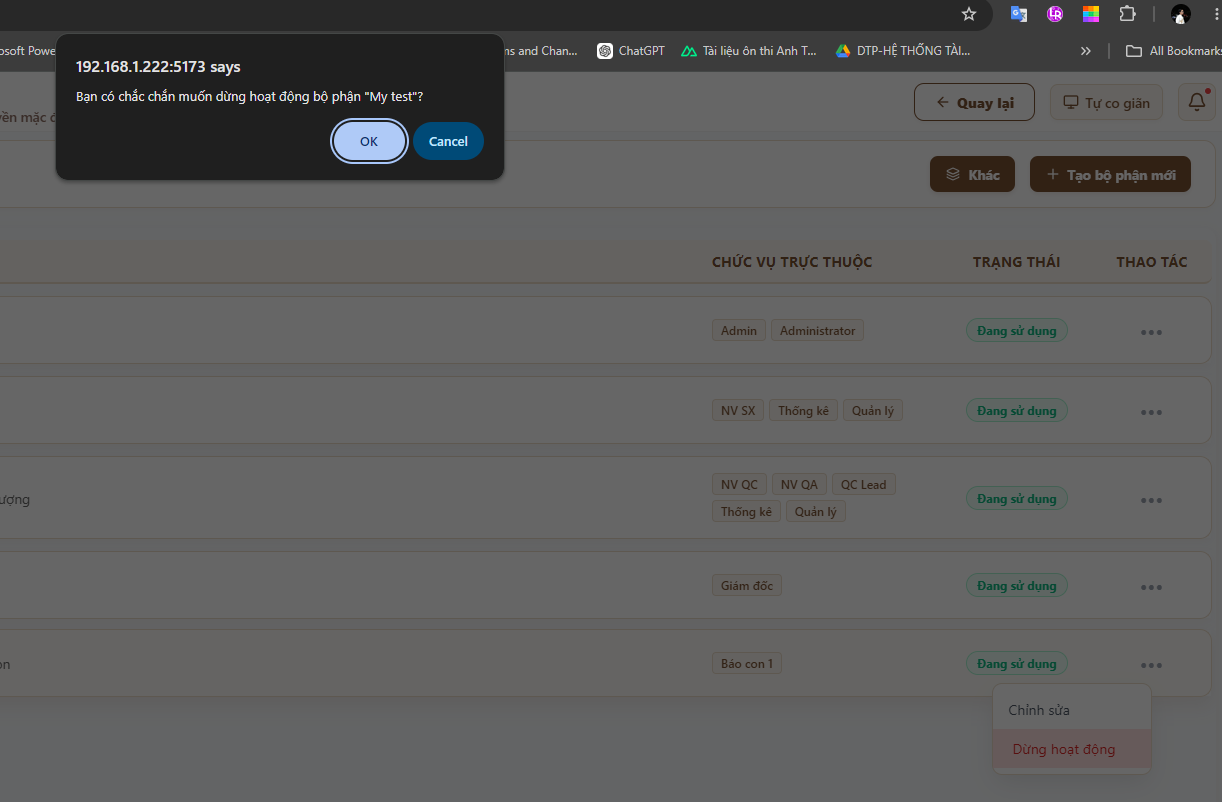 osoft Powe
ns and Chan...
ChatGPT
Tài liệu ôn thi Anh T...
DTP-HỆ THỐNG TÀI...
All Bookmarks
192.168.1.222:5173 says
Bạn có chắc chắn muốn dừng hoạt động bộ phận "My test"?
OK
Cancel
yền mặc đ
Quay lại
Tự co giãn
Khác
Tạo bộ phận mới
CHỨC VỤ TRỰC THUỘC
TRẠNG THÁI
THAO TÁC
Admin
Administrator
Đang sử dụng
NV SX
Thống kê
Quản lý
Đang sử dụng
ượng
NV QC
NV QA
QC Lead
Thống kê
Quản lý
Đang sử dụng
Giám đốc
Đang sử dụng
on
Báo con 1
Đang sử dụng
Chỉnh sửa
Dừng hoạt động